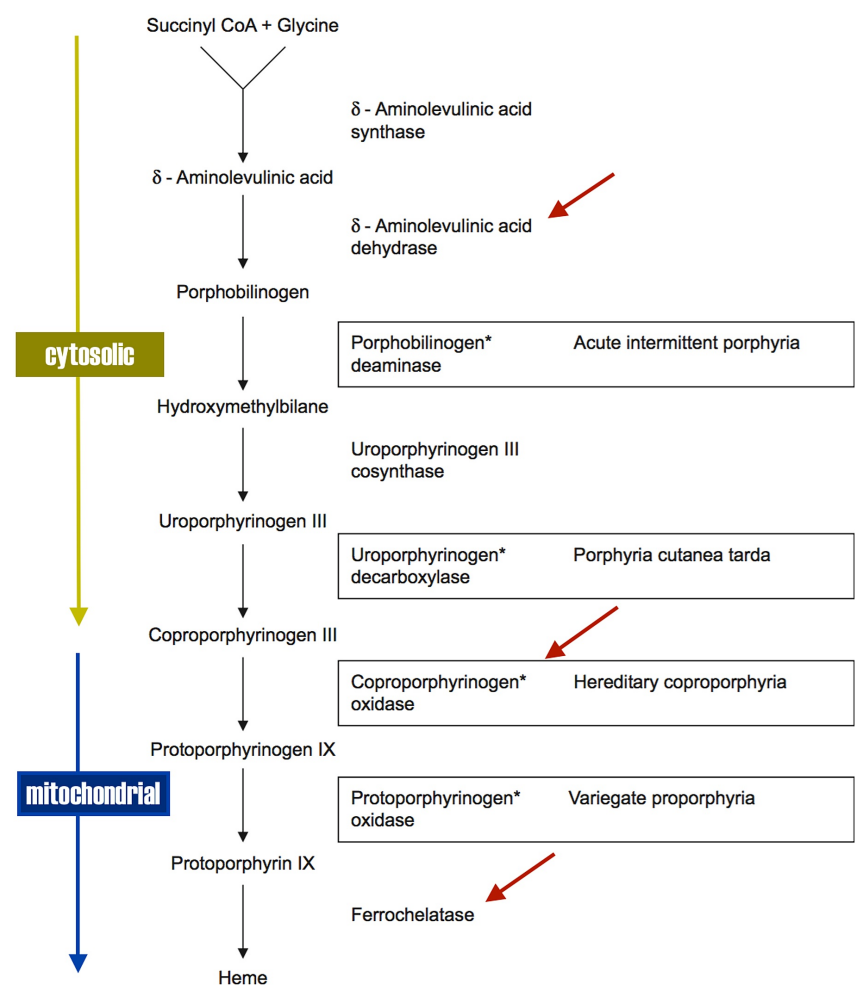 Succinyl CoA + Glycine
δ - Aminolevulinic acid
synthase
δ - Aminolevulinic acid
δ - Aminolevulinic acid
dehydrase
Porphobilinogen
cytosolic
Porphobilinogen* Acute intermittent porphyria
deaminase
Hydroxymethylbilane
Uroporphyrinogen III
cosynthase
Uroporphyrinogen III
Uroporphyrinogen* Porphyria cutanea tarda
decarboxylase
Coproporphyrinogen III
Coproporphyrinogen* Hereditary coproporphyria
oxidase
Protoporphyrinogen IX
mitochondrial
Protoporphyrinogen* Variegate proporphyria
oxidase
Protoporphyrin IX
Ferrochelatase
Heme